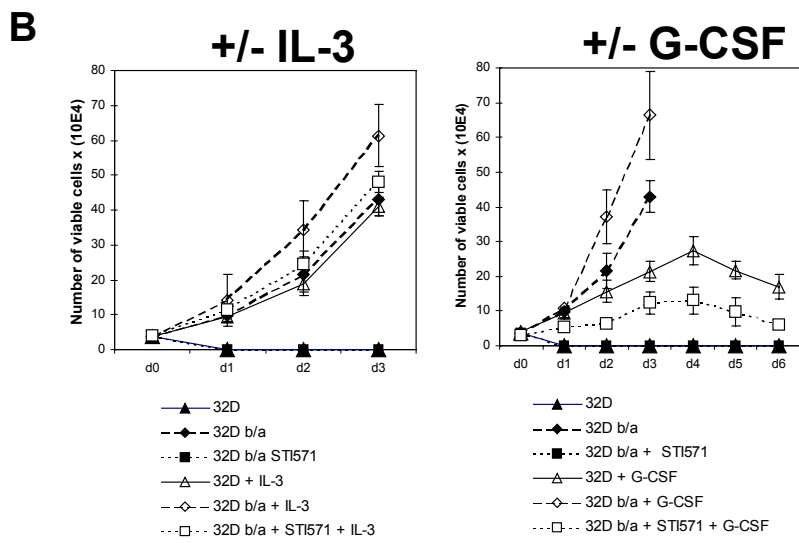 B
+/- IL-3
Number of viable cells x (10E4)
80
70
60
50
40
30
20
10
0
d0 d1 d2 d3
32D
32D b/a
32D b/a STI571
32D + IL-3
32D b/a + IL-3
32D b/a + STI571 + IL-3
+/- G-CSF
Number of viable cells x (10E4)
80
70
60
50
40
30
20
10
0
d0 d1 d2 d3 d4 d5 d6
32D
32D b/a
32D b/a + STI571
32D + G-CSF
32D b/a + G-CSF
32D b/a + STI571 + G-CSF